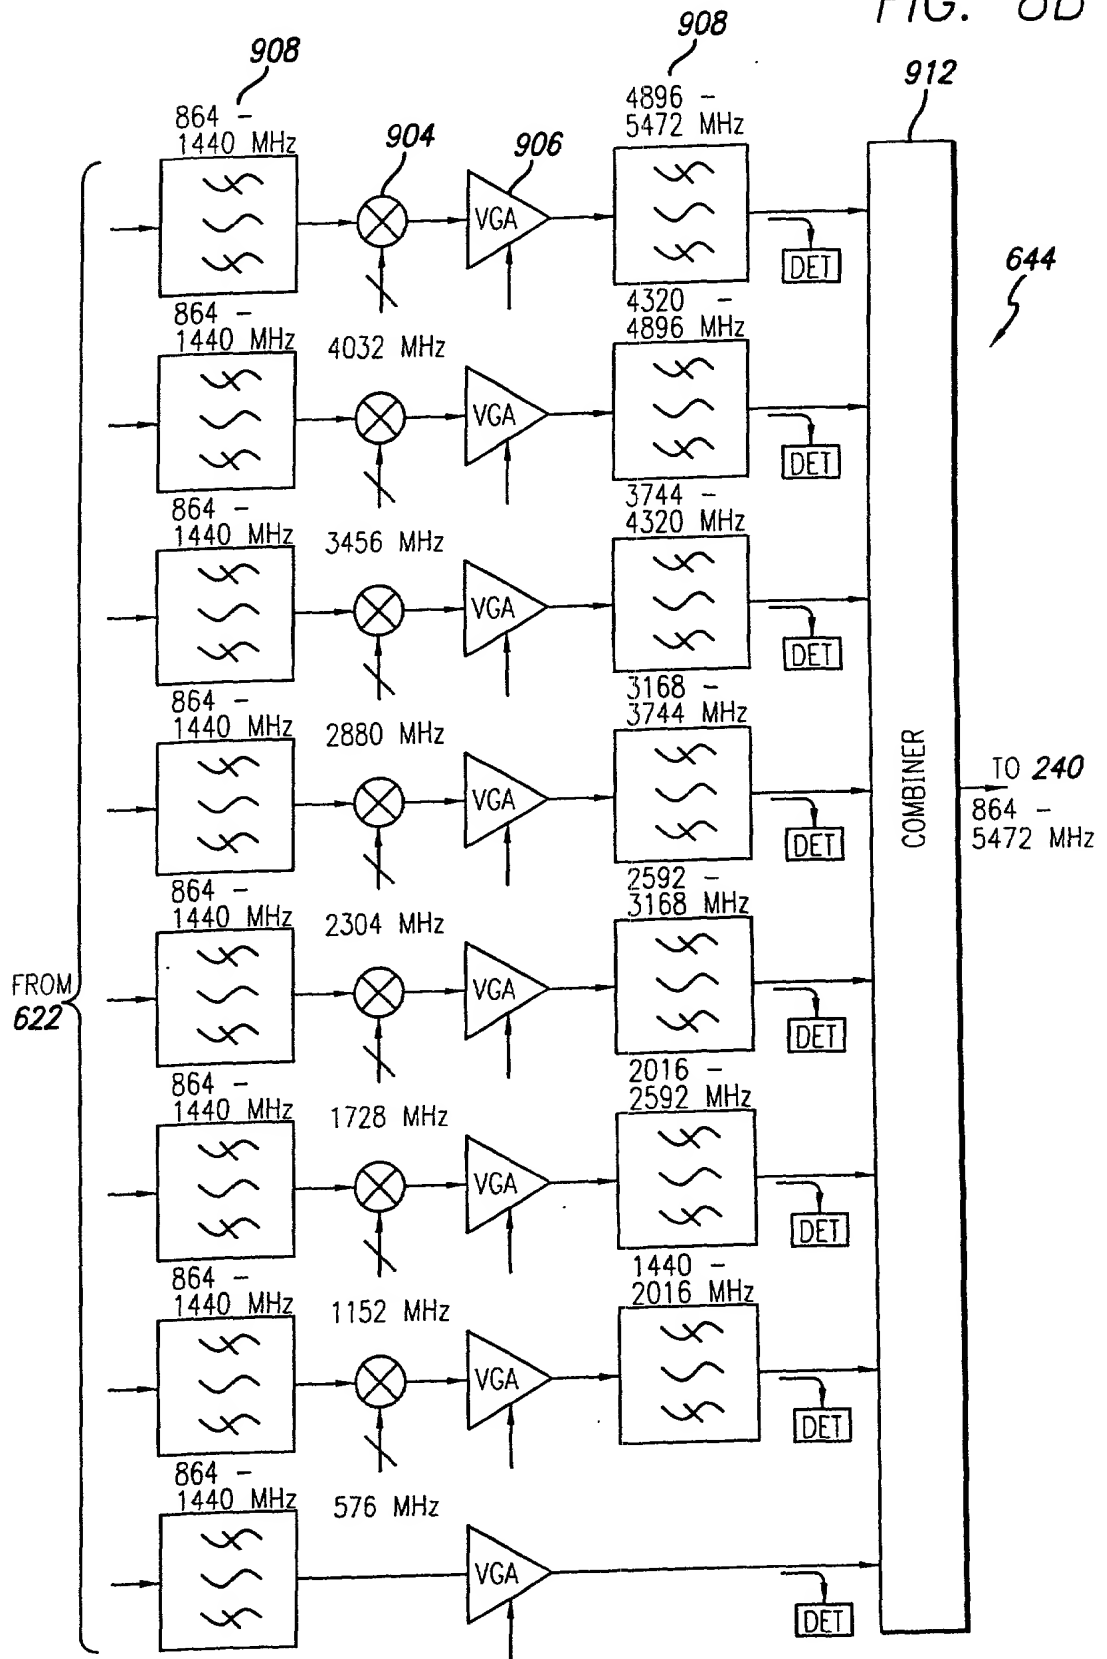 FIG. 8B
908
908
912
864 -
1440 MHz
904
906
4896 -
5472 MHz
VGA
DET
644
864 -
1440 MHz
4032 MHz
4320 -
4896 MHz
VGA
DET
864 -
1440 MHz
3456 MHz
3744 -
4320 MHz
VGA
DET
864 -
1440 MHz
2880 MHz
3168 -
3744 MHz
VGA
DET
COMBINER
TO 240
864 -
5472 MHz
864 -
1440 MHz
2304 MHz
2592 -
3168 MHz
FROM
622
VGA
DET
864 -
1440 MHz
1728 MHz
2016 -
2592 MHz
VGA
DET
864 -
1440 MHz
1152 MHz
1440 -
2016 MHz
VGA
DET
864 -
1440 MHz
576 MHz
VGA
DET